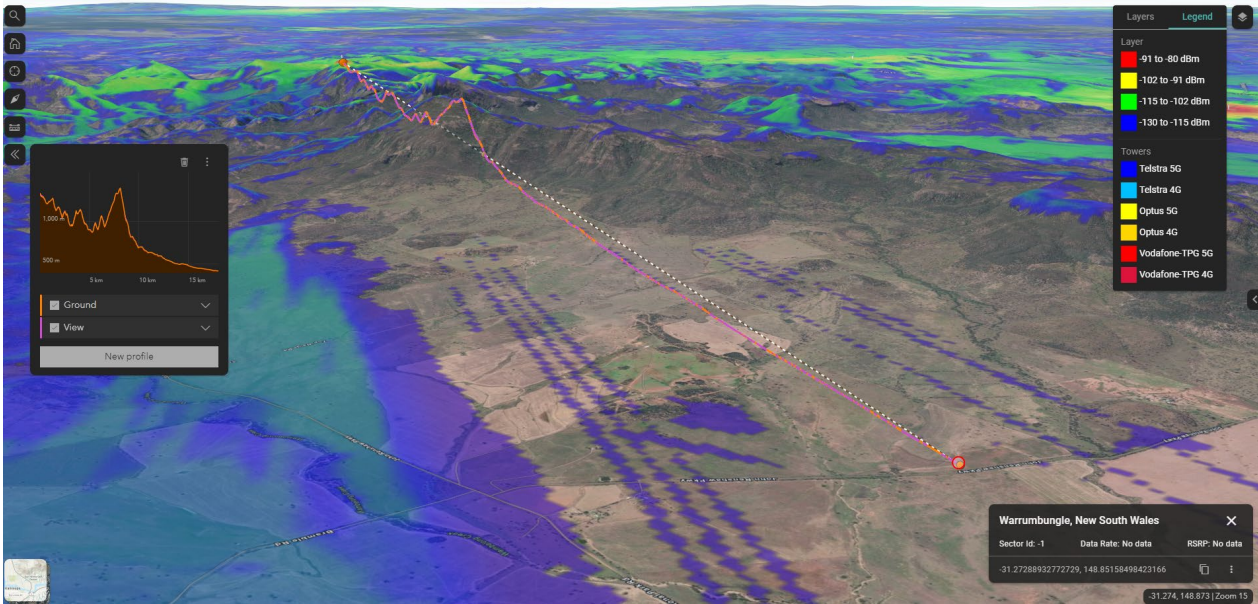 Layers Legend
Layer
-91 to -80 dBm
-102 to -91 dBm
-115 to -102 dBm
-130 to -115 dBm
Towers
Telstra 5G
Telstra 4G
Optus 5G
Optus 4G
Vodafone-TPG 5G
Vodafone-TPG 4G
1,000 m
500 m
5 km 10 km 15 km
Ground
View
New profile
Warrumbungle, New South Wales
Sector Id: -1 Data Rate: No data RSRP: No data
-31.27288932772729, 148.85158498423166
-31.274, 148.873 | Zoom 15